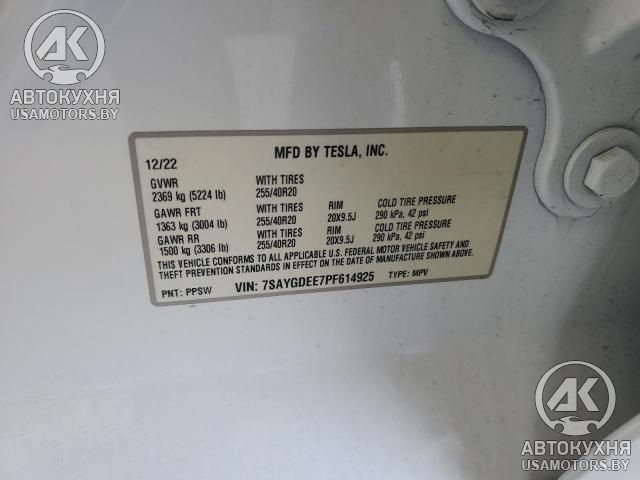 AK
АВТОКУХНЯ
USAMOTORS.BY
MFD BY TESLA, INC.
12/22
GVWR WITH TIRES
2369 kg (5224 lb) 255/40R20
GAWR FRT WITH TIRES RIM COLD TIRE PRESSURE
1363 kg (3004 lb) 255/40R20 20X9.5J 290 kPa, 42 psi
GAWR RR WITH TIRES RIM COLD TIRE PRESSURE
1500 kg (3306 lb) 255/40R20 20X9.5J 290 kPa, 42 psi
THIS VEHICLE CONFORMS TO ALL APPLICABLE U.S. FEDERAL MOTOR VEHICLE SAFETY AND
THEFT PREVENTION STANDARDS IN EFFECT ON THE DATE OF MANUFACTURE SHOWN ABOVE.
PNT: PPSW VIN: 7SAYGDEE7PF614925 TYPE: MPV
AK
АВТОКУХНЯ
USAMOTORS.BY